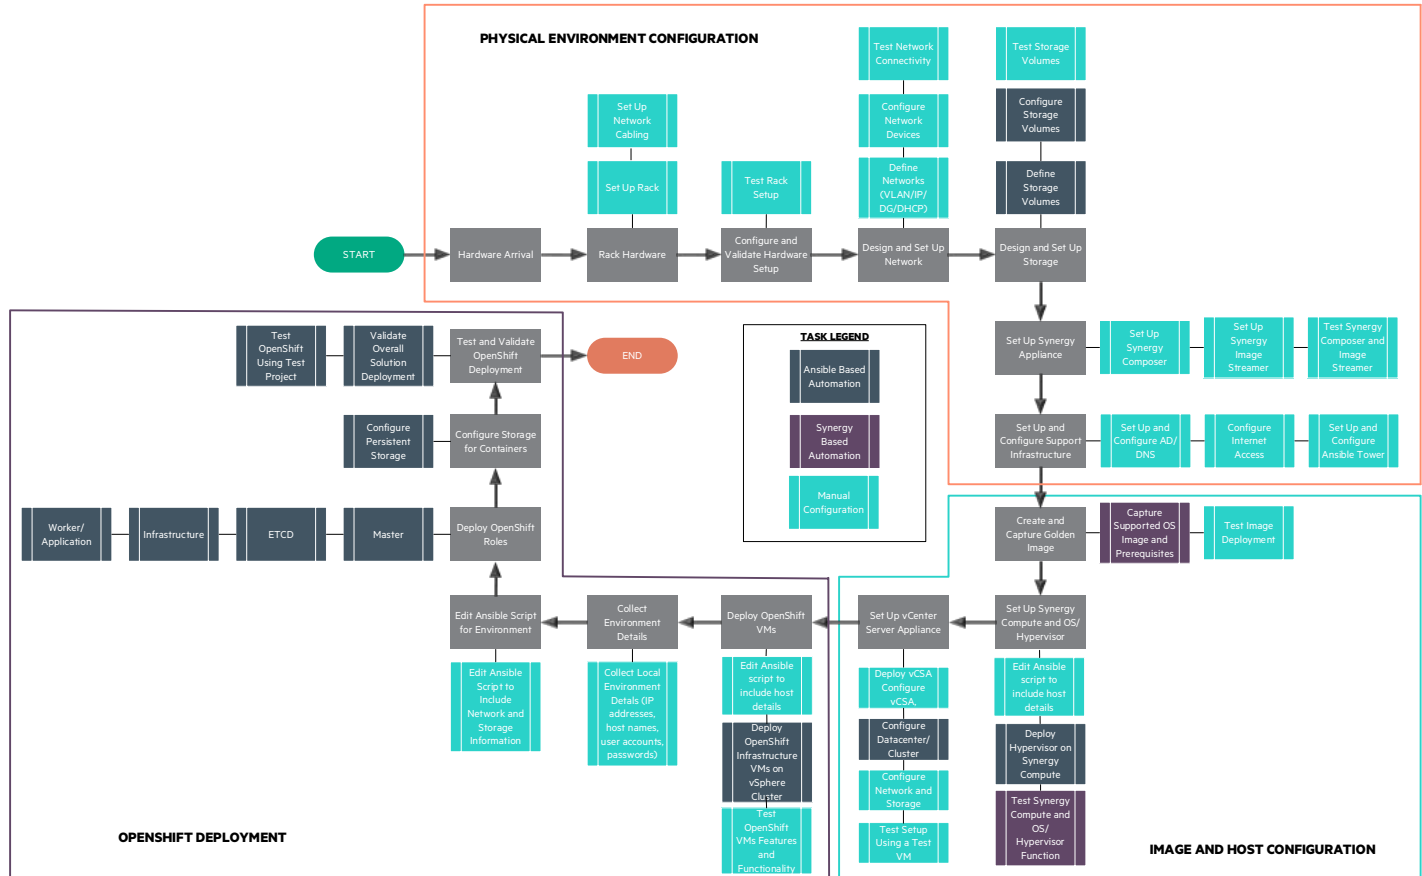 PHYSICAL ENVIRONMENT CONFIGURATION
Test Network
Connectivity
Test Storage
Volumes
Set Up
Network
Cabling
Configure
Network
Devices
Configure
Storage
Volumes
Set Up Rack
Test Rack
Setup
Define
Networks
(VLAN/IP/
DG/DHCP)
Define
Storage
Volumes
START
Hardware Arrival
Rack Hardware
Configure and
Validate Hardware
Setup
Design and Set Up
Network
Design and Set Up
Storage
Set Up Synergy
Appliance
Set Up
Synergy
Composer
Set Up
Synergy
Image
Streamer
Test Synergy
Composer and
Image
Streamer
Set Up and
Configure Support
Infrastructure
Set Up and
Configure AD/
DNS
Configure
Internet
Access
Set Up and
Configure
Ansible Tower
TASK LEGEND
Ansible Based
Automation
Synergy
Based
Automation
Manual
Configuration
Test
OpenShift
Using Test
Project
Validate
Overall
Solution
Deployment
Test and Validate
OpenShift
Deployment
END
Configure
Persistent
Storage
Configure Storage
for Containers
Worker/
Application
Infrastructure
ETCD
Master
Deploy OpenShift
Roles
Create and
Capture Golden
Image
Capture
Supported OS
Image and
Prerequisites
Test Image
Deployment
Edit Ansible Script
for Environment
Collect
Environment
Details
Deploy OpenShift
VMs
Set Up vCenter
Server Appliance
Set Up Synergy
Compute and OS/
Hypervisor
Edit Ansible
Script to
Include
Network and
Storage
Information
Collect Local
Environment
Detals (IP
addresses,
host names,
user accounts,
passwords)
Edit Ansible
script to
include host
details
Deploy
OpenShift
Infrastructure
VMs on
vSphere
Cluster
Test
OpenShift
VMs Features
and
Functionality
Deploy vCSA
Configure
vCSA,
Configure
Datacenter/
Cluster
Configure
Network and
Storage
Test Setup
Using a Test
VM
Edit Ansible
script to
include host
details
Deploy
Hypervisor on
Synergy
Compute
Test Synergy
Compute and
OS/
Hypervisor
Function
OPENSHIFT DEPLOYMENT
IMAGE AND HOST CONFIGURATION